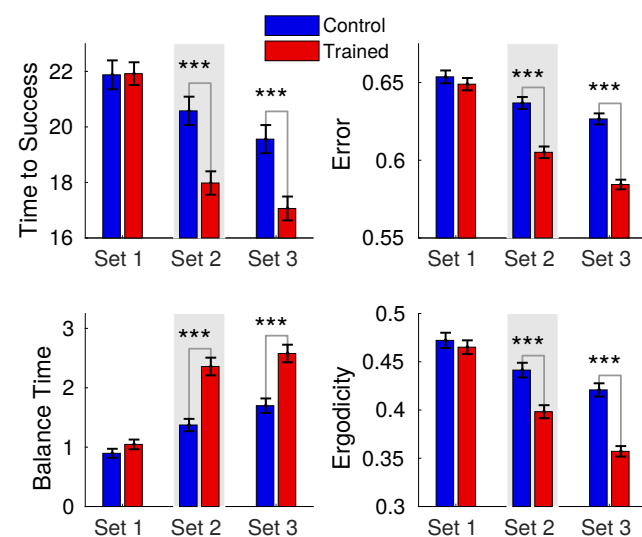 Control
Trained
Time to Success
22
20
18
16
***
***
Set 1 Set 2 Set 3
Error
0.65
0.6
0.55
***
***
Set 1 Set 2 Set 3
Balance Time
3
2
1
0
***
***
Set 1 Set 2 Set 3
Ergodicity
0.5
0.45
0.4
0.35
0.3
***
***
Set 1 Set 2 Set 3